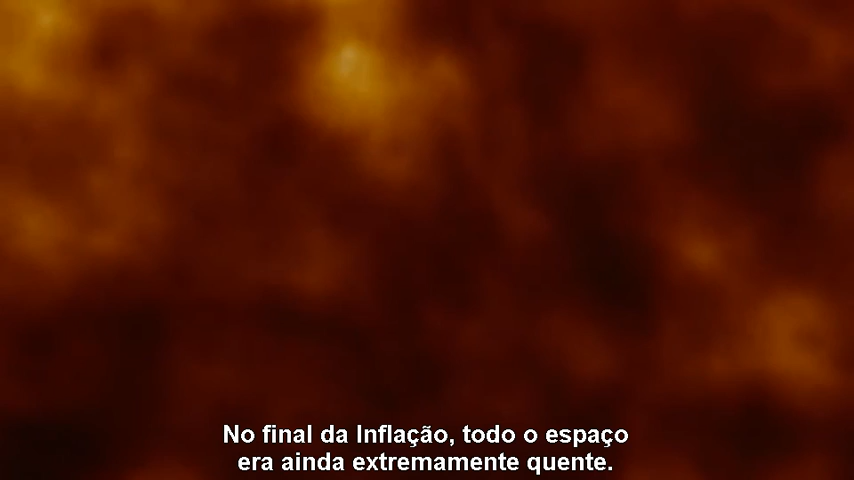 No final da Inflação, todo o espaço
era ainda extremamente quente.